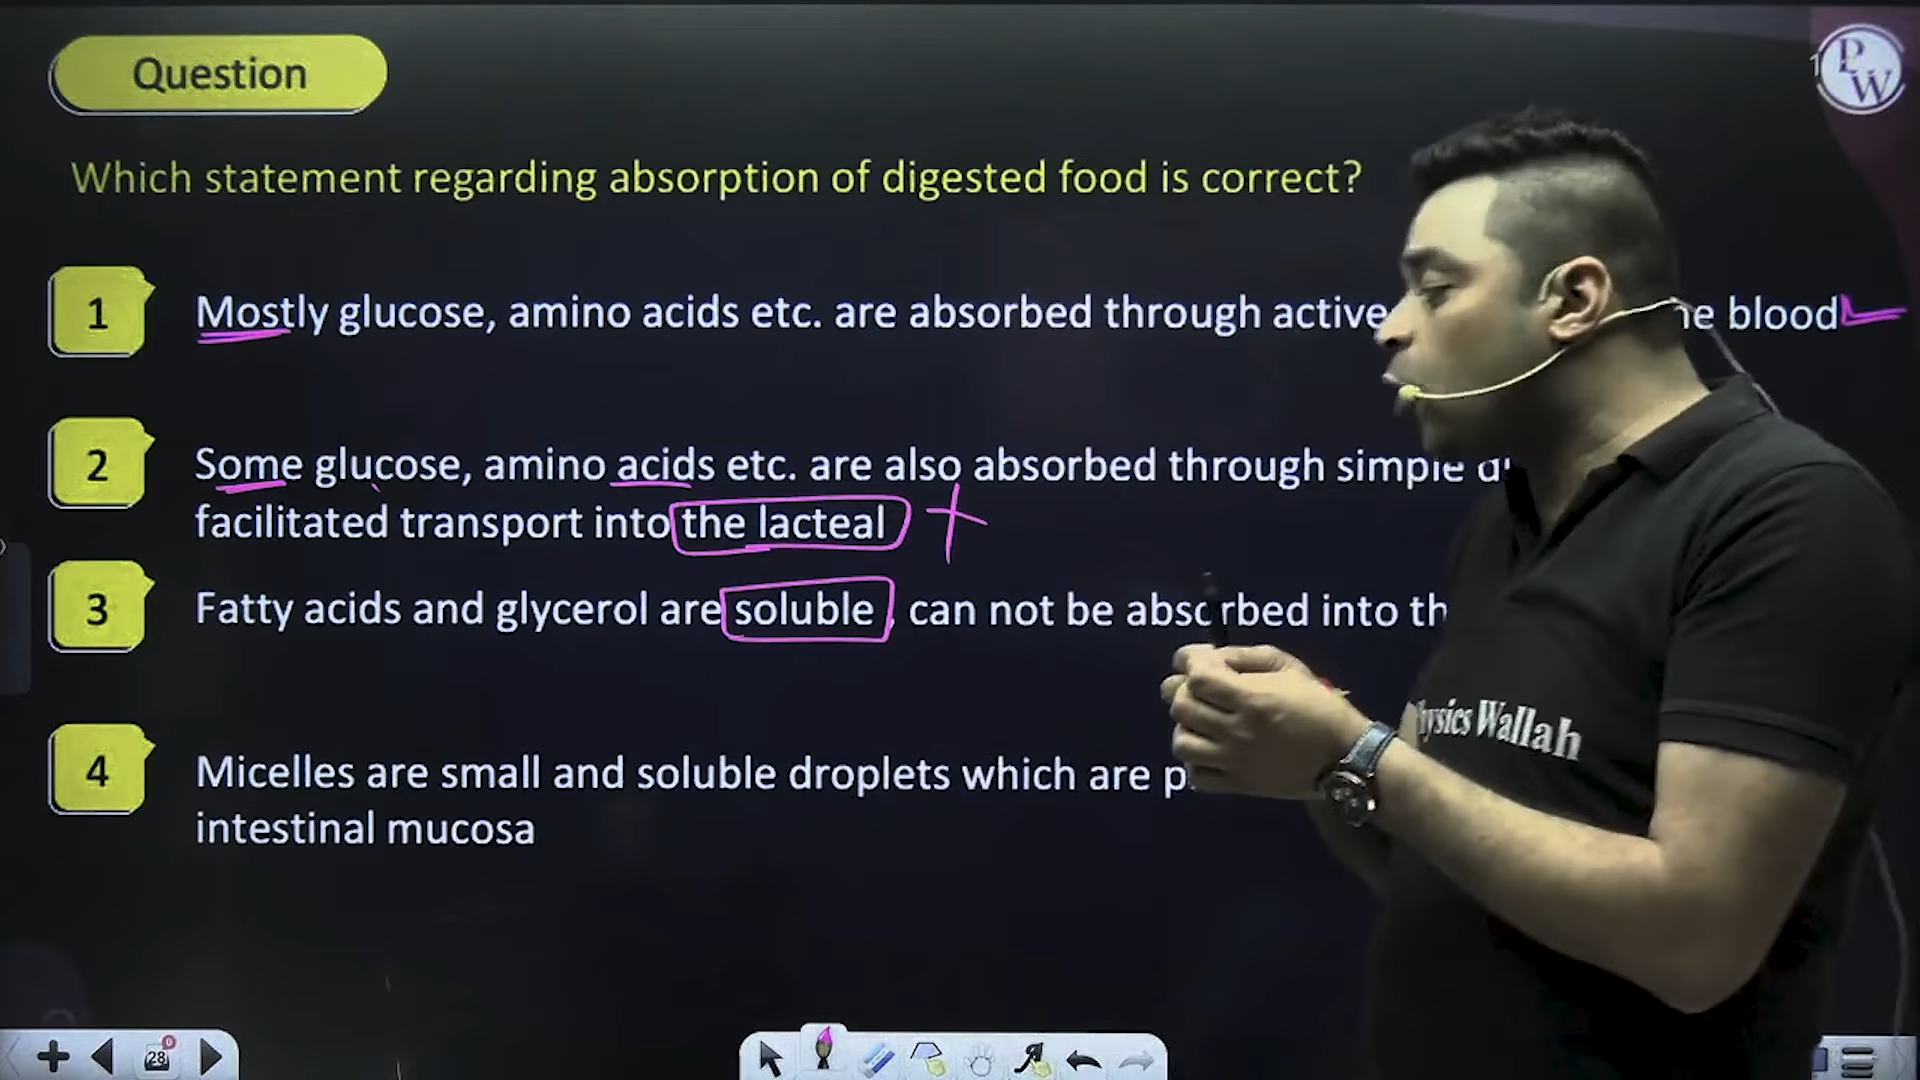 Question
PW
Which statement regarding absorption of digested food is correct?
1
Mostly glucose, amino acids etc. are absorbed through active blood
2
Some glucose, amino acids etc. are also absorbed through simple
facilitated transport into the lacteal
3
Fatty acids and glycerol are soluble, can not be absorbed into
4
Micelles are small and soluble droplets which are
intestinal mucosa
Wallah
28
0